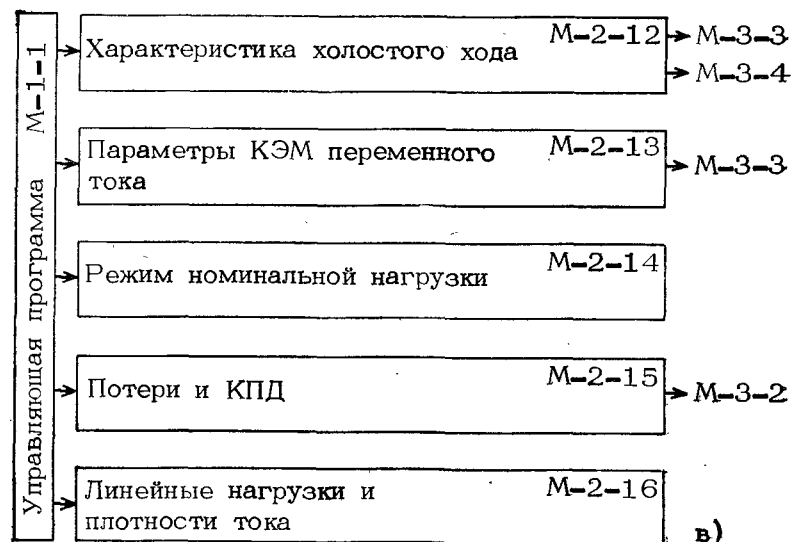 Управляющая программа М-1-1
Характеристика холостого хода М-2-12
М-3-3
М-3-4
Параметры КЭМ переменного М-2-13
тока
М-3-3
Режим номинальной нагрузки М-2-14
Потери и КПД М-2-15
М-3-2
Линейные нагрузки и М-2-16
плотности тока
в)